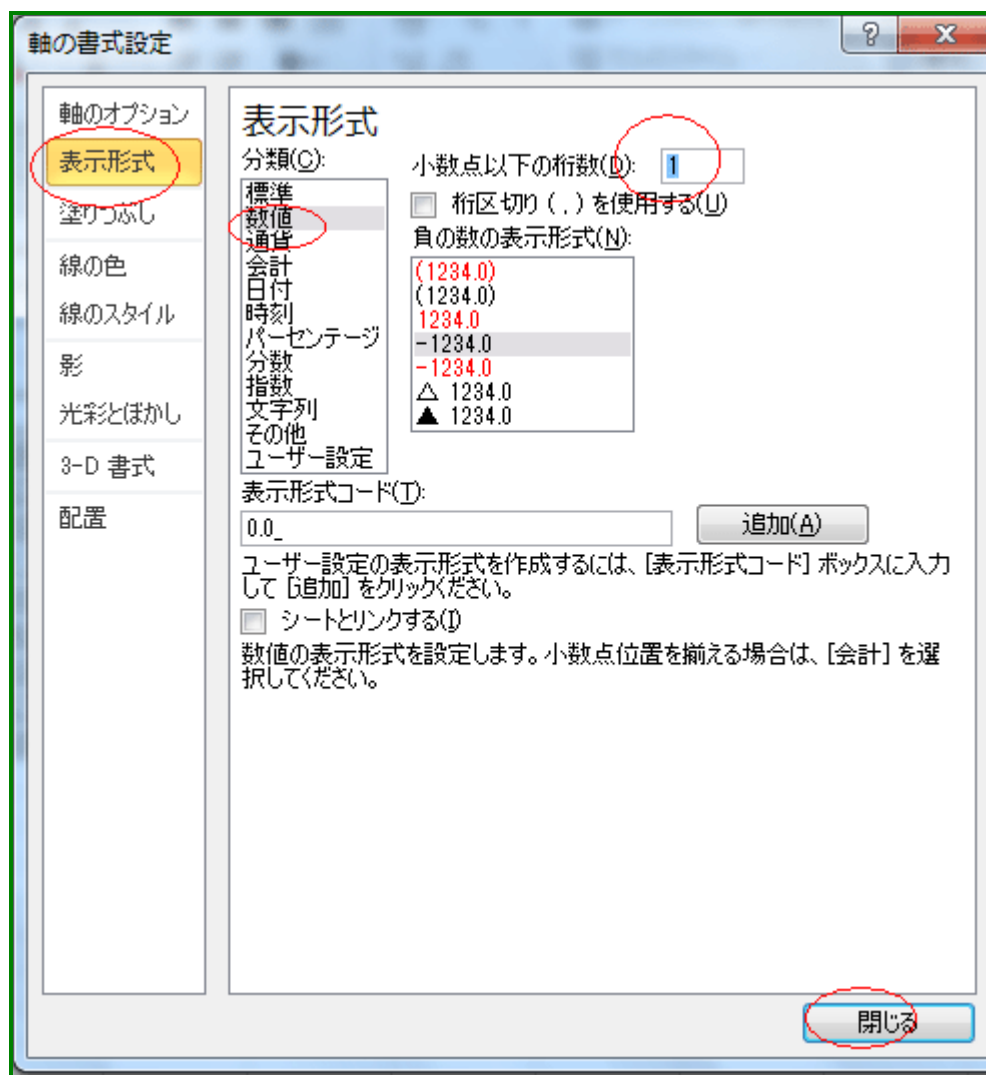 軸の書式設定
軸のオプション
表示形式
塗りつぶし
線の色
線のスタイル
影
光彩とぼかし
3-D 書式
配置
表示形式
分類(C):
標準
数値
通貨
会計
日付
時刻
パーセンテージ
分数
指数
文字列
その他
ユーザー設定
小数点以下の桁数(D): 1
桁区切り ( , ) を使用する(U)
負の数の表示形式(N):
(1234.0)
(1234.0)
1234.0
-1234.0
-1234.0
△ 1234.0
▲ 1234.0
表示形式コード(T):
0.0_
追加(A)
ユーザー設定の表示形式を作成するには、[表示形式コード] ボックスに入力
して [追加] をクリックください。
シートとリンクする(I)
数値の表示形式を設定します。小数点位置を揃える場合は、[会計] を選
択してください。
閉じる